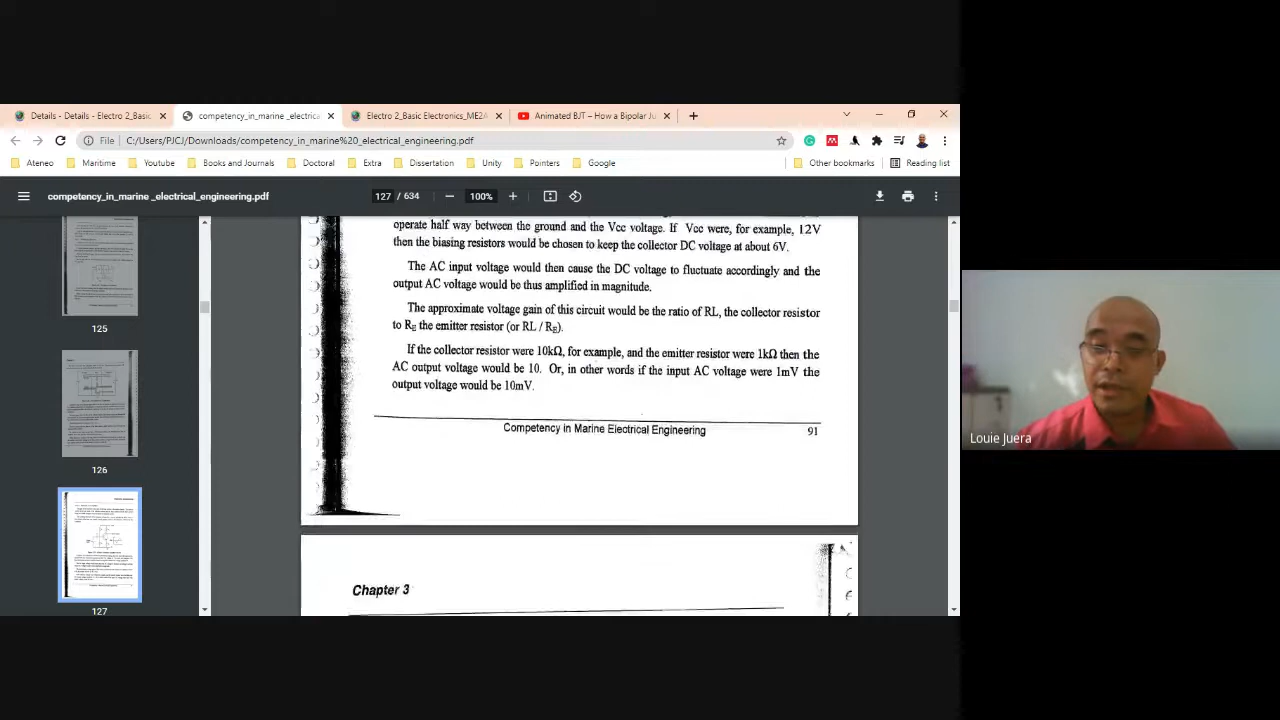 Details - Details - Electro 2_Basic
competency_in_marine _electrica
Electro 2_Basic Electronics_ME2A
Animated BJT – How a Bipolar Ju
File
C:/Users/PJCJ/Downloads/competency_in_marine%20_electrical_engineering.pdf
Ateneo
Maritime
Youtube
Books and Journals
Doctoral
Extra
Dissertation
Unity
Pointers
Google
Other bookmarks
Reading list
competency_in_marine _electrical_engineering.pdf
127 / 634
100%
125
126
127
operate half way between the ground and the Vcc voltage. If Vcc were, for example, 12V
then the biasing resistors would be chosen to keep the collector DC voltage at about 6V.
The AC input voltage would then cause the DC voltage to fluctuate accordingly and the
output AC voltage would be thus amplified in magnitude.
The approximate voltage gain of this circuit would be the ratio of RL, the collector resistor
to RE the emitter resistor (or RL / RE).
If the collector resistor were 10kΩ, for example, and the emitter resistor were 1kΩ then the
AC output voltage would be 10. Or, in other words if the input AC voltage were 1mV the
output voltage would be 10mV.
Competency in Marine Electrical Engineering 91
Chapter 3
Louie Juera